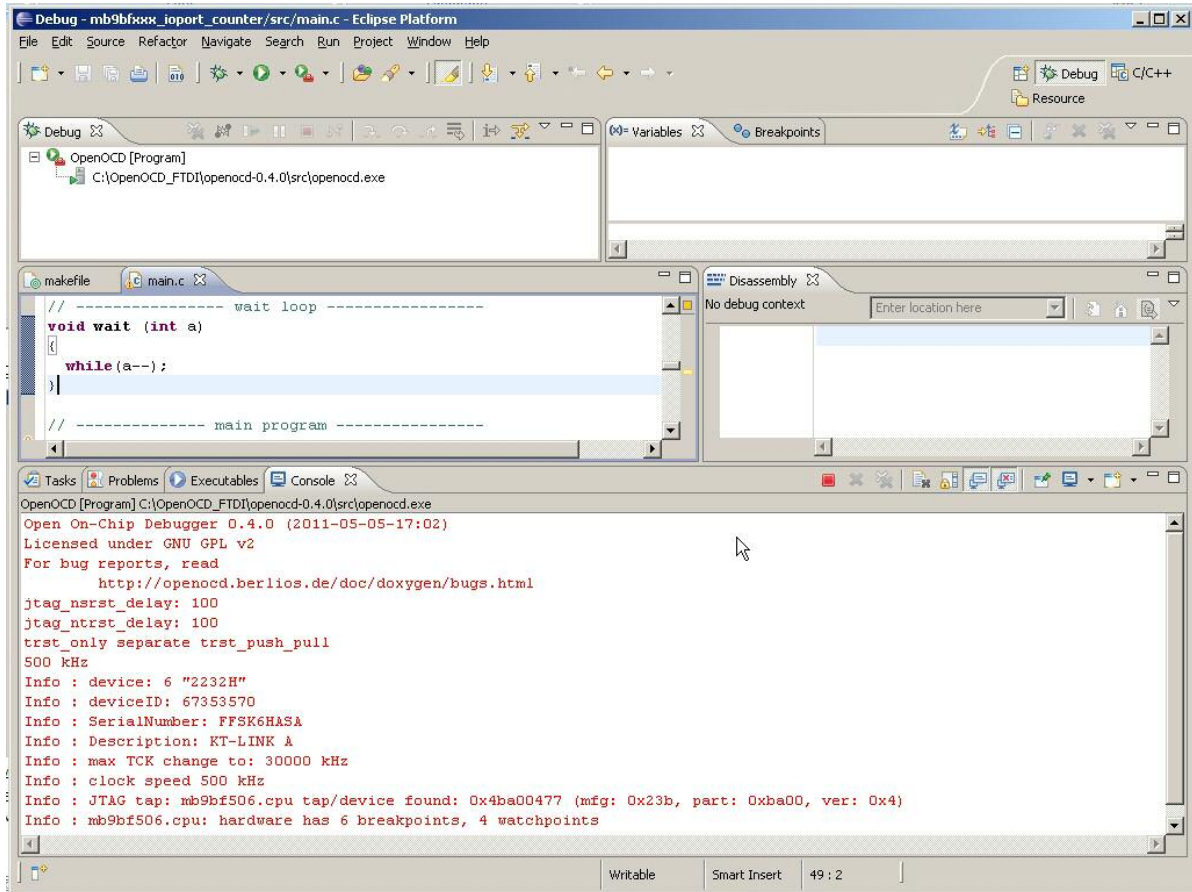 Debug - mb9bfxxx_ioport_counter/src/main.c - Eclipse Platform
File Edit Source Refactor Navigate Search Run Project Window Help
Debug C/C++
Resource
Debug
Variables Breakpoints
OpenOCD [Program]
C:\OpenOCD_FTDI\openocd-0.4.0\src\openocd.exe
makefile main.c
// ---------------- wait loop -----------------
void wait (int a)
{
while(a--);
}
// -------------- main program ----------------
Disassembly
No debug context Enter location here
Tasks Problems Executables Console
OpenOCD [Program] C:\OpenOCD_FTDI\openocd-0.4.0\src\openocd.exe
Open On-Chip Debugger 0.4.0 (2011-05-05-17:02)
Licensed under GNU GPL v2
For bug reports, read
http://openocd.berlios.de/doc/doxygen/bugs.html
jtag_nsrst_delay: 100
jtag_ntrst_delay: 100
trst_only separate trst_push_pull
500 kHz
Info : device: 6 "2232H"
Info : deviceID: 67353570
Info : SerialNumber: FFSK6HASA
Info : Description: KT-LINK A
Info : max TCK change to: 30000 kHz
Info : clock speed 500 kHz
Info : JTAG tap: mb9bf506.cpu tap/device found: 0x4ba00477 (mfg: 0x23b, part: 0xba00, ver: 0x4)
Info : mb9bf506.cpu: hardware has 6 breakpoints, 4 watchpoints
Writable Smart Insert 49 : 2